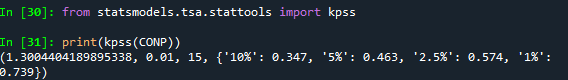 In [30]: from statsmodels.tsa.stattools import kpss
In [31]: print(kpss(CONP))
(1.3004404189895338, 0.01, 15, {'10%': 0.347, '5%': 0.463, '2.5%': 0.574, '1%':
0.739})